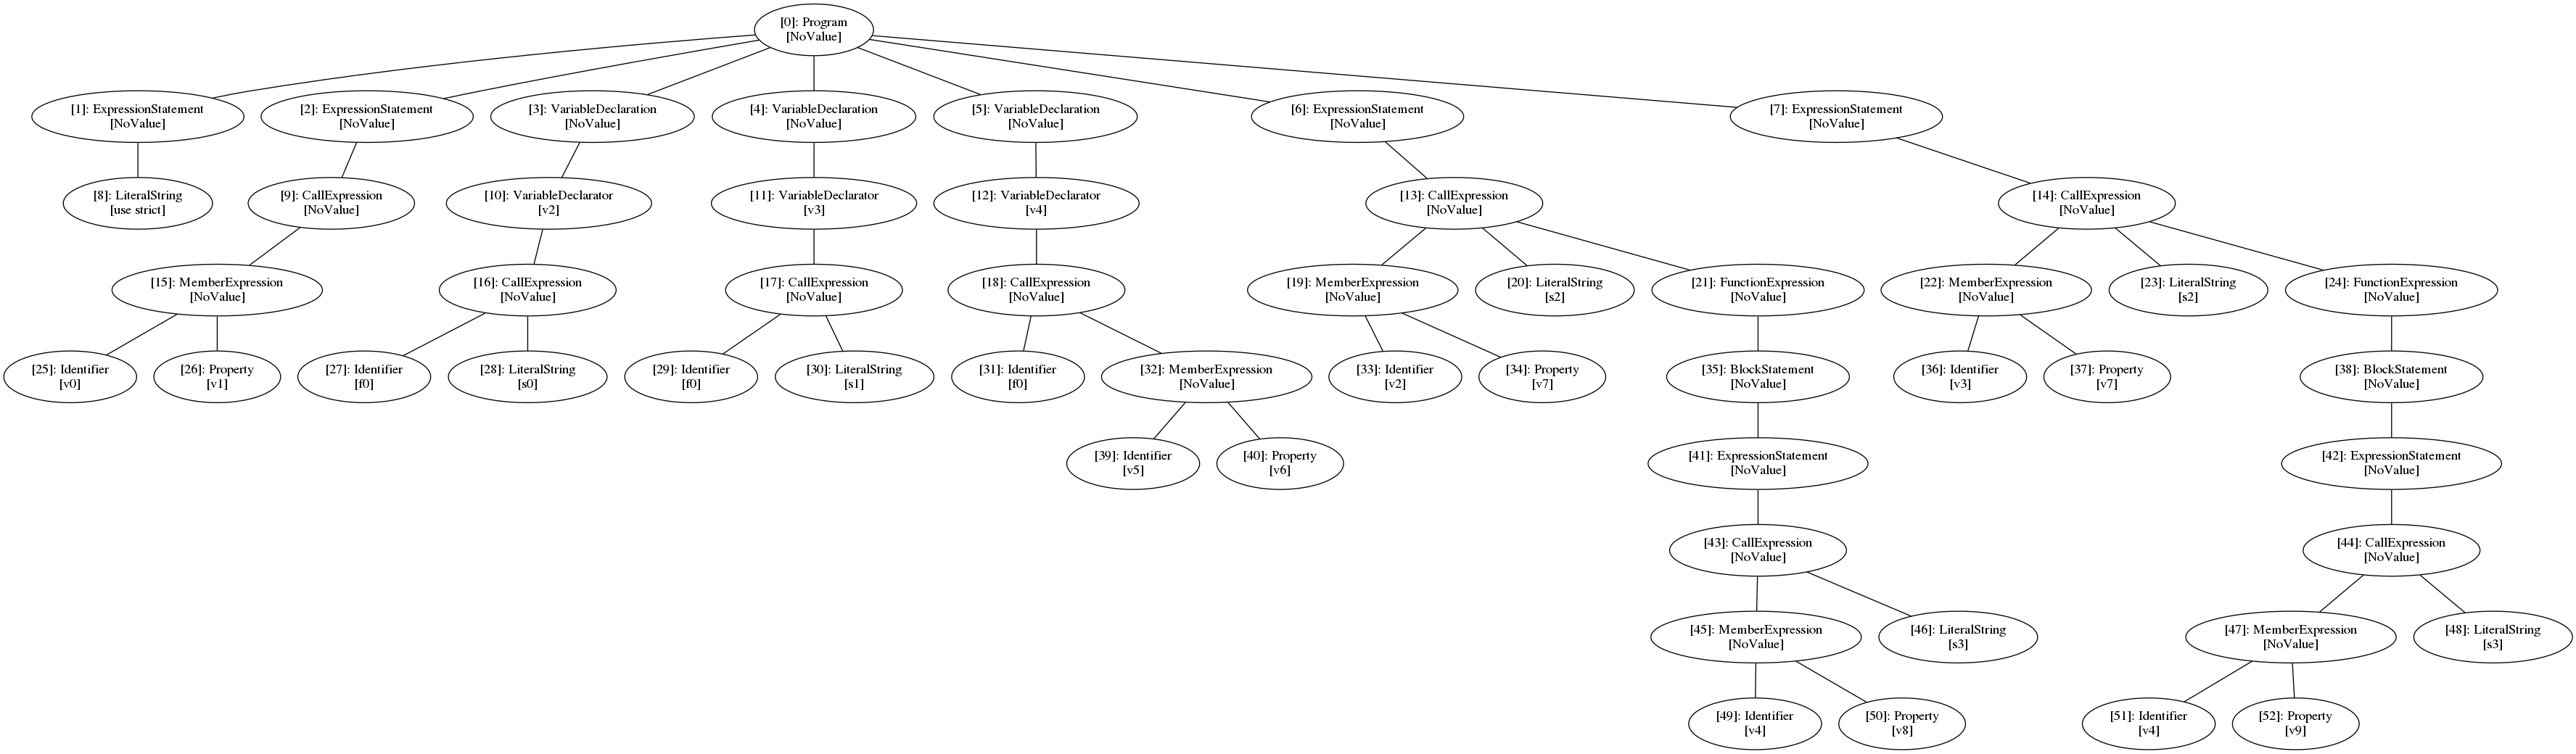 [0]: Program
[NoValue]
[1]: ExpressionStatement
[NoValue]
[2]: ExpressionStatement
[NoValue]
[3]: VariableDeclaration
[NoValue]
[4]: VariableDeclaration
[NoValue]
[5]: VariableDeclaration
[NoValue]
[6]: ExpressionStatement
[NoValue]
[7]: ExpressionStatement
[NoValue]
[8]: LiteralString
[use strict]
[9]: CallExpression
[NoValue]
[10]: VariableDeclarator
[v2]
[11]: VariableDeclarator
[v3]
[12]: VariableDeclarator
[v4]
[13]: CallExpression
[NoValue]
[14]: CallExpression
[NoValue]
[15]: MemberExpression
[NoValue]
[16]: CallExpression
[NoValue]
[17]: CallExpression
[NoValue]
[18]: CallExpression
[NoValue]
[19]: MemberExpression
[NoValue]
[20]: LiteralString
[s2]
[21]: FunctionExpression
[NoValue]
[22]: MemberExpression
[NoValue]
[23]: LiteralString
[s2]
[24]: FunctionExpression
[NoValue]
[25]: Identifier
[v0]
[26]: Property
[v1]
[27]: Identifier
[f0]
[28]: LiteralString
[s0]
[29]: Identifier
[f0]
[30]: LiteralString
[s1]
[31]: Identifier
[f0]
[32]: MemberExpression
[NoValue]
[33]: Identifier
[v2]
[34]: Property
[v7]
[35]: BlockStatement
[NoValue]
[36]: Identifier
[v3]
[37]: Property
[v7]
[38]: BlockStatement
[NoValue]
[39]: Identifier
[v5]
[40]: Property
[v6]
[41]: ExpressionStatement
[NoValue]
[42]: ExpressionStatement
[NoValue]
[43]: CallExpression
[NoValue]
[44]: CallExpression
[NoValue]
[45]: MemberExpression
[NoValue]
[46]: LiteralString
[s3]
[47]: MemberExpression
[NoValue]
[48]: LiteralString
[s3]
[49]: Identifier
[v4]
[50]: Property
[v8]
[51]: Identifier
[v4]
[52]: Property
[v9]